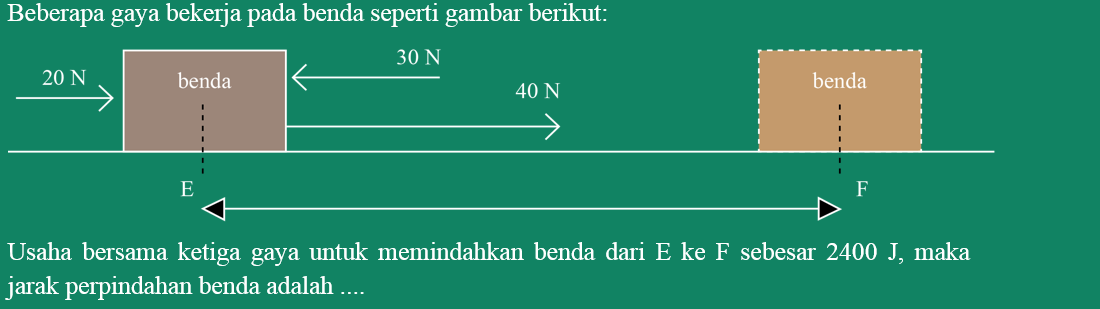 Beberapa gaya bekerja pada benda seperti gambar berikut:
30 N
20 N
benda
benda
40 N
E
F
Usaha bersama ketiga gaya untuk memindahkan benda dari E ke F sebesar 2400 J, maka
jarak perpindahan benda adalah ....